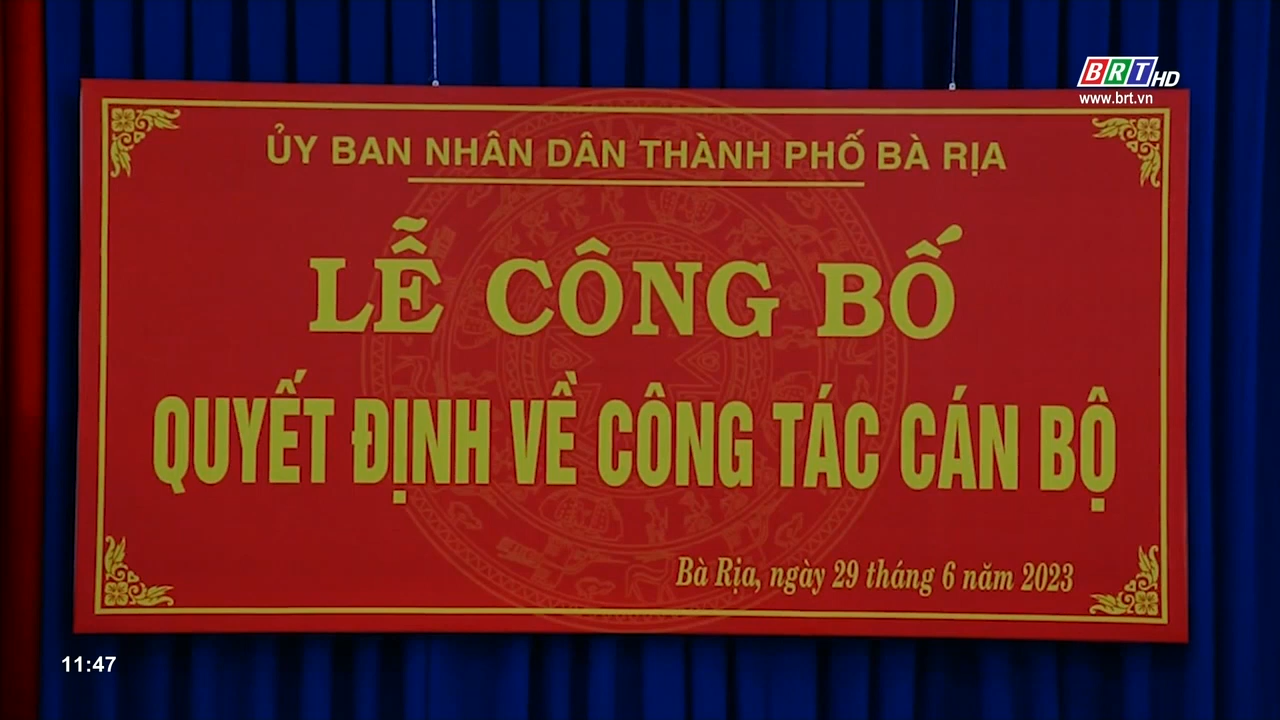 BRT HD
www.brt.vn
ỦY BAN NHÂN DÂN THÀNH PHỐ BÀ RỊA
LỄ CÔNG BỐ
QUYẾT ĐỊNH VỀ CÔNG TÁC CÁN BỘ
Bà Rịa, ngày 29 tháng 6 năm 2023
11:47